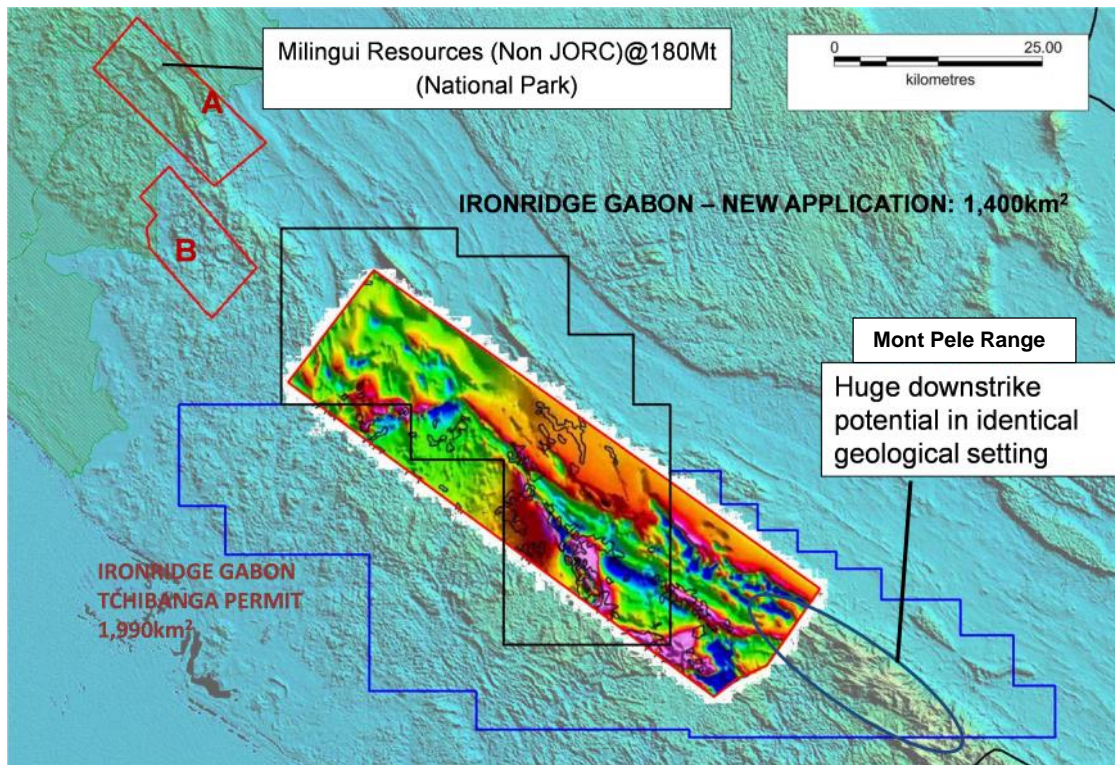 Milingui Resources (Non JORC)@180Mt
(National Park)
0 25.00
kilometres
A
B
IRONRIDGE GABON – NEW APPLICATION: 1,400km²
Mont Pele Range
Huge downstrike
potential in identical
geological setting
IRONRIDGE GABON
TCHIBANGA PERMIT
1,990km²